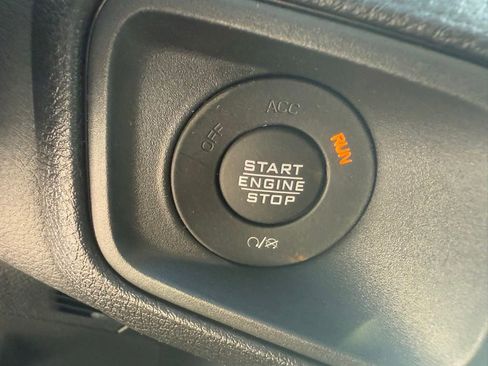 OFF
ACC
RUN
START
ENGINE
STOP